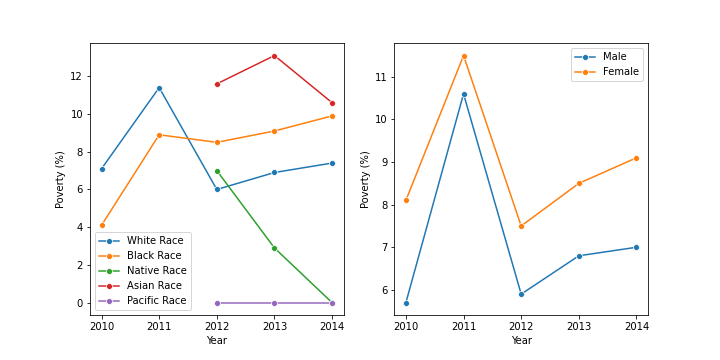 12
10
8
6
4
2
0
Poverty (%)
White Race
Black Race
Native Race
Asian Race
Pacific Race
2010 2011 2012 2013 2014
Year
11
10
9
8
7
6
Poverty (%)
Male
Female
2010 2011 2012 2013 2014
Year